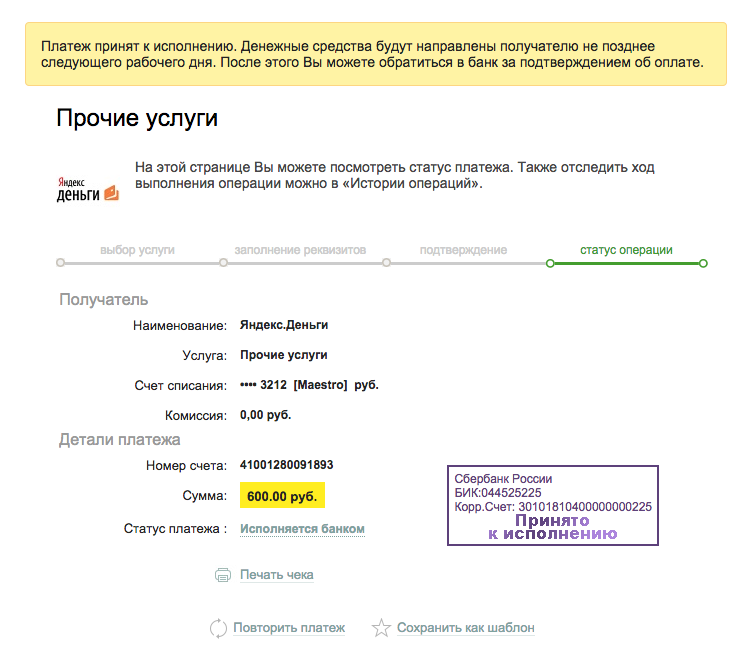 Платеж принят к исполнению. Денежные средства будут направлены получателю не позднее
следующего рабочего дня. После этого Вы можете обратиться в банк за подтверждением об оплате.
Прочие услуги
Яндекс
деньги
На этой странице Вы можете посмотреть статус платежа. Также отследить ход
выполнения операции можно в «Истории операций».
выбор услуги заполнение реквизитов подтверждение статус операции
Получатель
Наименование: Яндекс.Деньги
Услуга: Прочие услуги
Счет списания: •••• 3212 [Maestro] руб.
Комиссия: 0,00 руб.
Детали платежа
Номер счета: 41001280091893
Сумма: 600.00 руб.
Статус платежа : Исполняется банком
Сбербанк России
БИК:044525225
Корр.Счет: 30101810400000000225
Принято
к исполнению
Печать чека
Повторить платеж Сохранить как шаблон